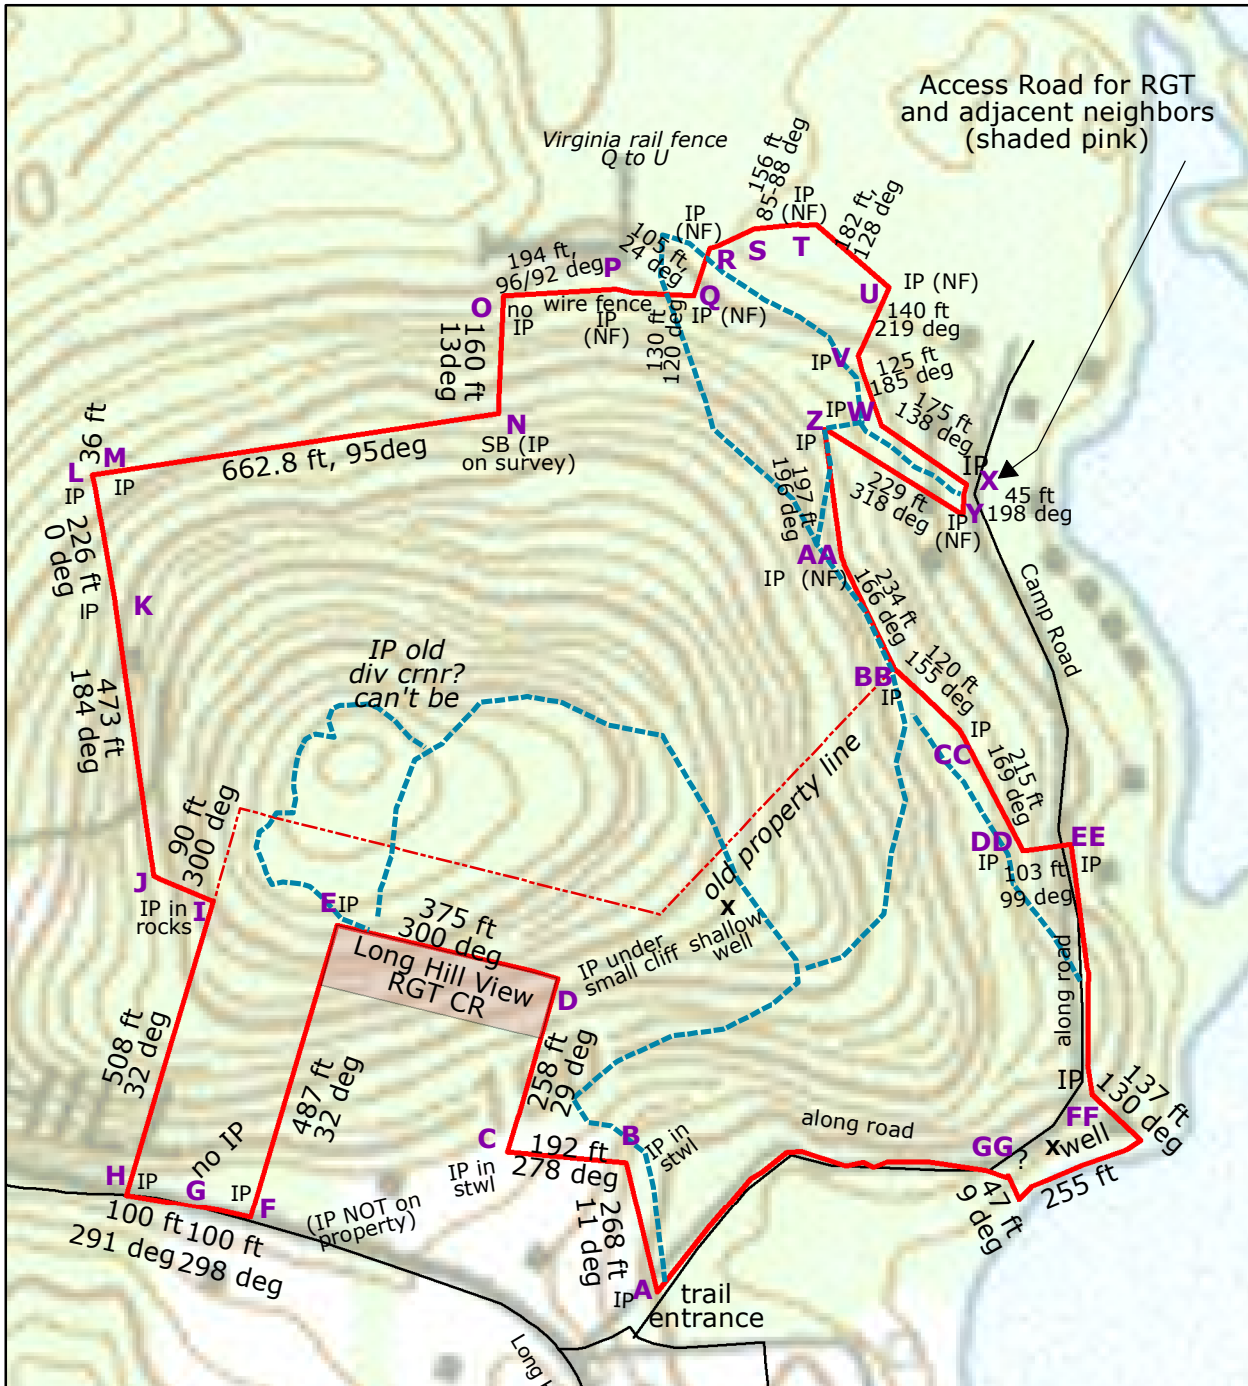 Access Road for RGT
and adjacent neighbors
(shaded pink)
Virginia rail fence
Q to U
156 ft
85-88 deg
IP
(NF)
182 ft,
128 deg
IP
(NF)
R
S
T
105 ft,
24 deg
194 ft,
96/92 deg
P
O
no
IP
wire fence
IP
(NF)
Q
IP (NF)
U
IP (NF)
140 ft
219 deg
130 ft
120 deg
160 ft
13deg
IP
V
125 ft
185 deg
IP
W
175 ft
138 deg
Z
IP
N
SB (IP
on survey)
36 ft
M
L
IP
IP
662.8 ft, 95deg
IP
X
45 ft
198 deg
Y
IP
(NF)
229 ft
318 deg
197 ft
196 deg
226 ft
0 deg
AA
IP (NF)
IP
K
234 ft
166 deg
Camp Road
IP old
div crnr?
can't be
120 ft
155 deg
BB
IP
473 ft
184 deg
IP
CC
215 ft
169 deg
old property line
90 ft
300 deg
DD
IP
EE
IP
103 ft
99 deg
J
IP in
rocks
I
E
IP
375 ft
300 deg
x
shallow
well
Long Hill View
RGT CR
IP under
small cliff
D
along road
508 ft
32 deg
487 ft
32 deg
258 ft
29 deg
IP
137 ft
130 deg
FF
x
well
along road
no IP
C
192 ft
278 deg
B
IP in
stwl
IP in
stwl
GG
?
H
IP
G
IP
F
(IP NOT on
property)
47 ft
9 deg
255 ft
100 ft
291 deg
100 ft
298 deg
268 ft
11 deg
A
IP
trail
entrance
Long